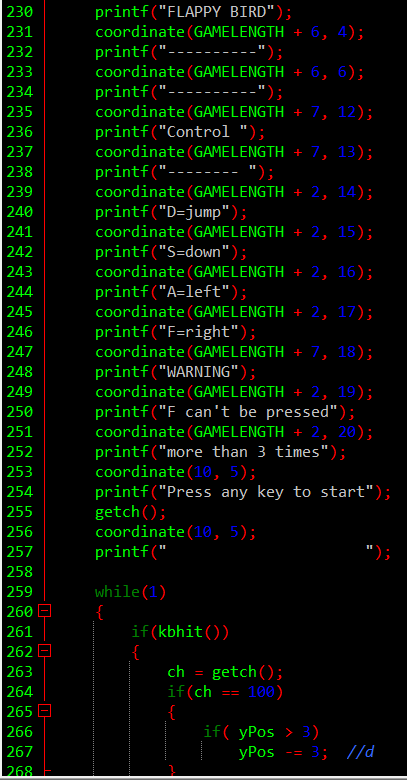 230 printf("FLAPPY BIRD");
231 coordinate(GAMELENGTH + 6, 4);
232 printf("----------");
233 coordinate(GAMELENGTH + 6, 6);
234 printf("----------");
235 coordinate(GAMELENGTH + 7, 12);
236 printf("Control ");
237 coordinate(GAMELENGTH + 7, 13);
238 printf("-------- ");
239 coordinate(GAMELENGTH + 2, 14);
240 printf("D=jump");
241 coordinate(GAMELENGTH + 2, 15);
242 printf("S=down");
243 coordinate(GAMELENGTH + 2, 16);
244 printf("A=left");
245 coordinate(GAMELENGTH + 2, 17);
246 printf("F=right");
247 coordinate(GAMELENGTH + 7, 18);
248 printf("WARNING");
249 coordinate(GAMELENGTH + 2, 19);
250 printf("F can't be pressed");
251 coordinate(GAMELENGTH + 2, 20);
252 printf("more than 3 times");
253 coordinate(10, 5);
254 printf("Press any key to start");
255 getch();
256 coordinate(10, 5);
257 printf("                      ");
258
259 while(1)
260 {
261 if(kbhit())
262 {
263 ch = getch();
264 if(ch == 100)
265 {
266 if( yPos > 3)
267 yPos -= 3; //d
268 }